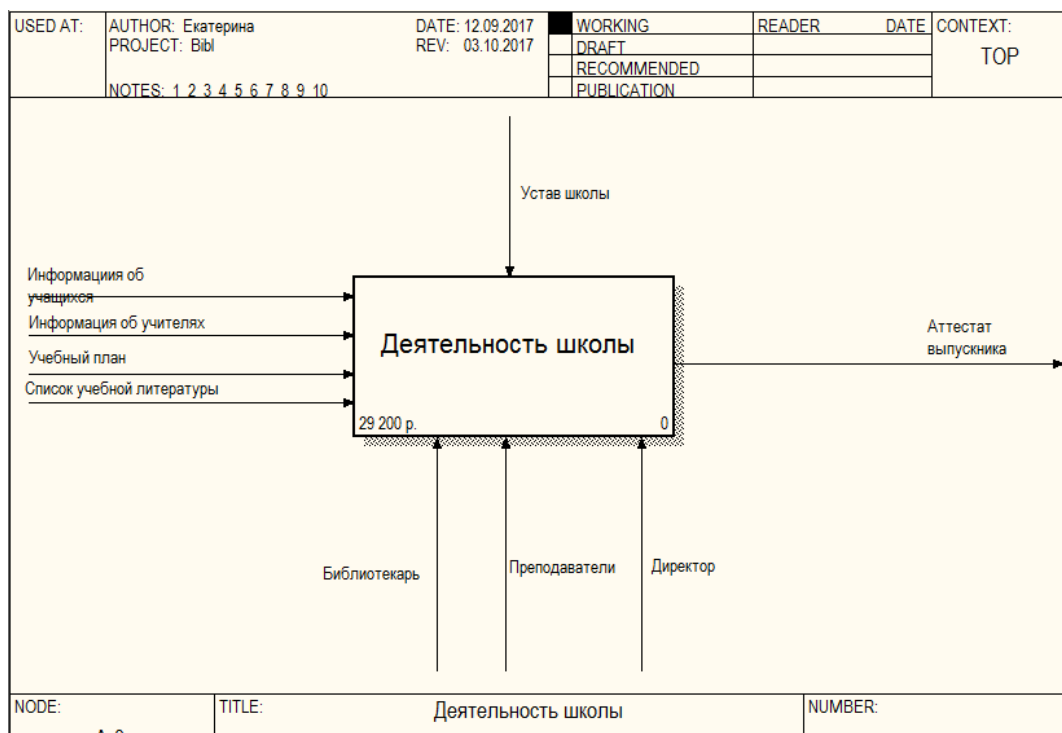 USED AT:
AUTHOR: Екатерина
DATE: 12.09.2017
WORKING
READER
DATE
CONTEXT:
PROJECT: Bibl
REV: 03.10.2017
DRAFT
TOP
RECOMMENDED
NOTES: 1 2 3 4 5 6 7 8 9 10
PUBLICATION
Устав школы
Информациия об
учащихся
Информация об учителях
Учебный план
Список учебной литературы
Деятельность школы
29 200 р.
0
Аттестат
выпускника
Библиотекарь
Преподаватели
Директор
NODE:
TITLE:
Деятельность школы
NUMBER: